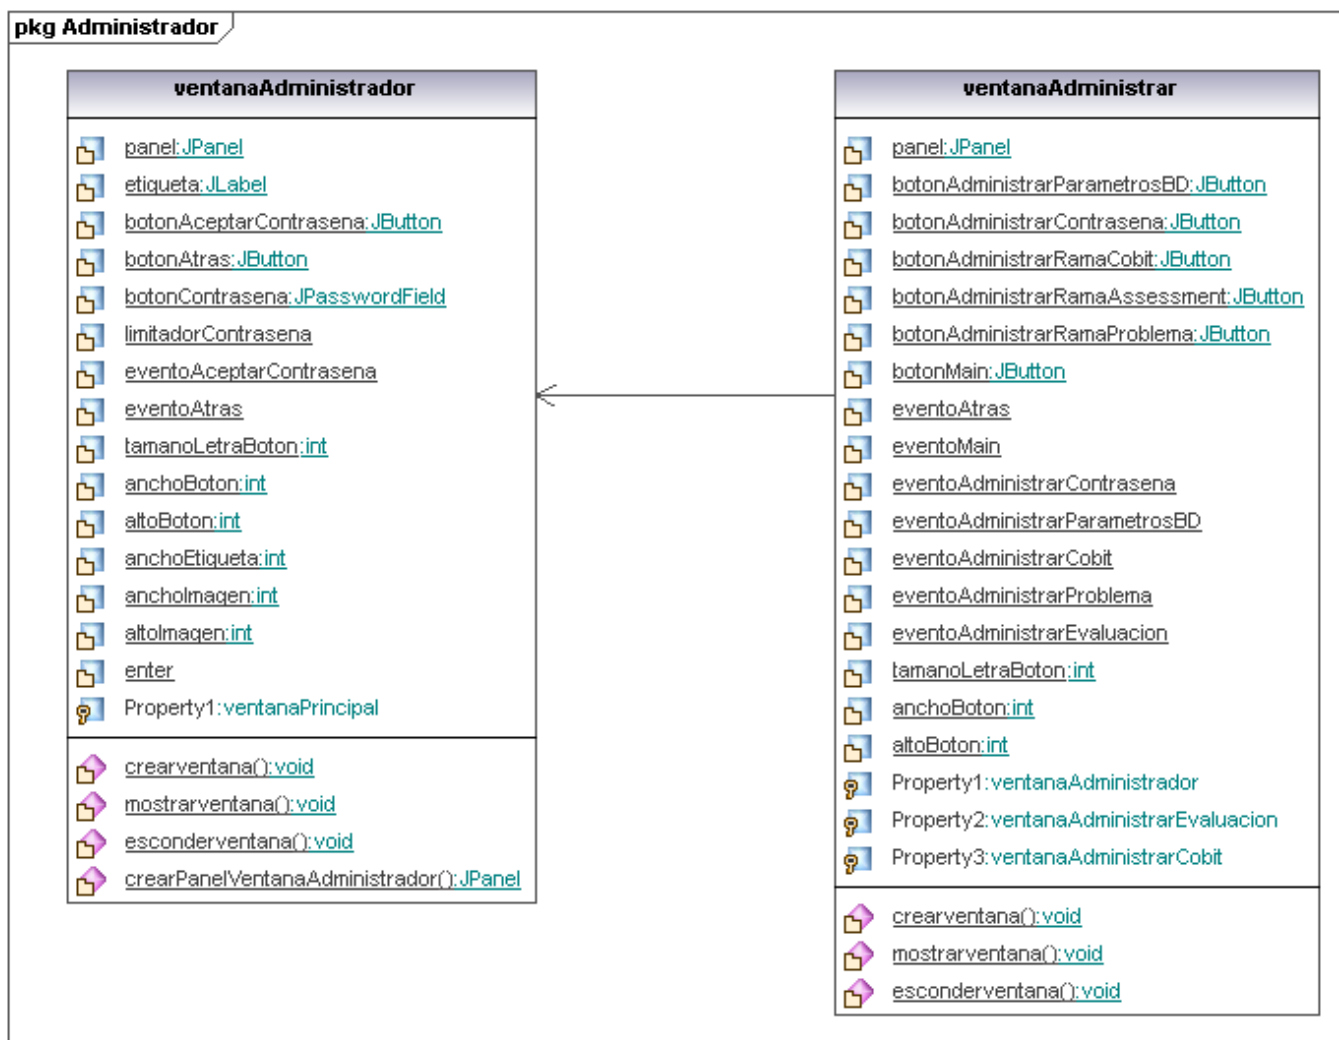 pkg Administrador
ventanaAdministrador
panel:JPanel
etiqueta:JLabel
botonAceptarContrasena:JButton
botonAtras:JButton
botonContrasena:JPasswordField
limitadorContrasena
eventoAceptarContrasena
eventoAtras
tamanoLetraBoton:int
anchoBoton:int
altoBoton:int
anchoEtiqueta:int
anchoImagen:int
altoImagen:int
enter
Property1:ventanaPrincipal
crearventana():void
mostrarventana():void
esconderventana():void
crearPanelVentanaAdministrador():JPanel
ventanaAdministrar
panel:JPanel
botonAdministrarParametrosBD:JButton
botonAdministrarContrasena:JButton
botonAdministrarRamaCobit:JButton
botonAdministrarRamaAssessment:JButton
botonAdministrarRamaProblema:JButton
botonMain:JButton
eventoAtras
eventoMain
eventoAdministrarContrasena
eventoAdministrarParametrosBD
eventoAdministrarCobit
eventoAdministrarProblema
eventoAdministrarEvaluacion
tamanoLetraBoton:int
anchoBoton:int
altoBoton:int
Property1:ventanaAdministrador
Property2:ventanaAdministrarEvaluacion
Property3:ventanaAdministrarCobit
crearventana():void
mostrarventana():void
esconderventana():void